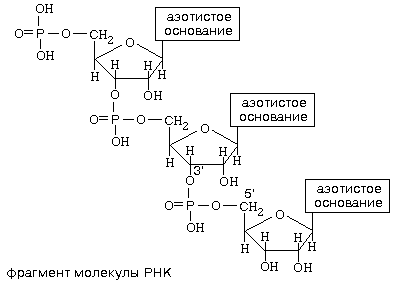 OH
O=P—O—CH₂
OH
O
азотистое
основание
H H H H
O OH
O=P—O—CH₂
OH
O
азотистое
основание
H H H H
3'
O OH
5'
O=P—O—CH₂
OH
O
азотистое
основание
H H H H
OH OH
фрагмент молекулы РНК